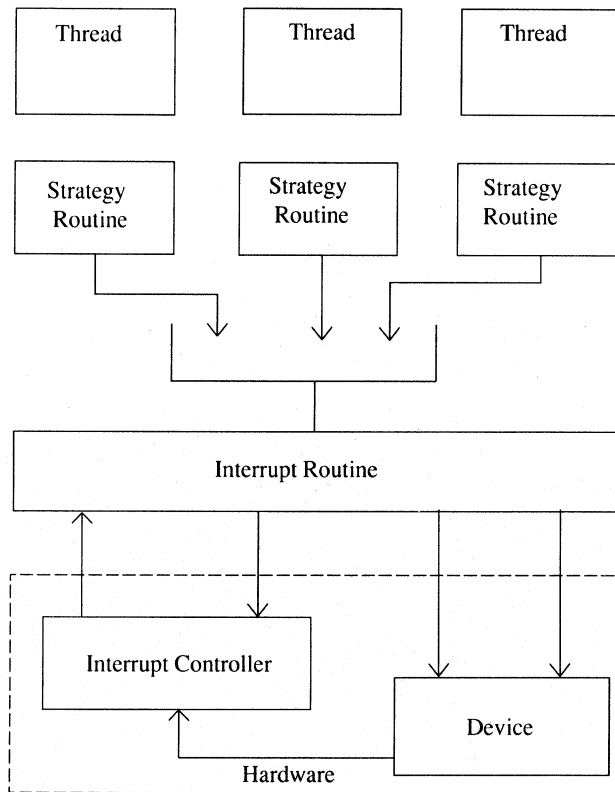 Thread
Thread
Thread
Strategy
Routine
Strategy
Routine
Strategy
Routine
Interrupt Routine
Interrupt Controller
Device
Hardware